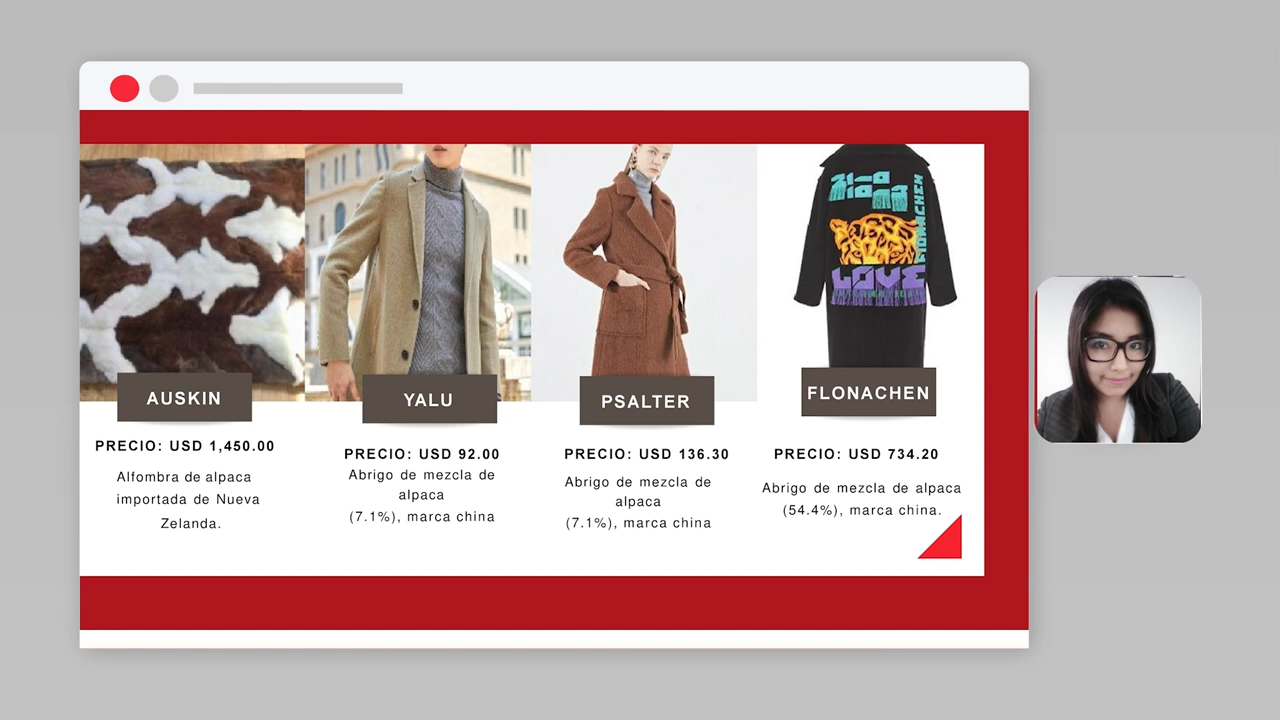 AUSKIN
PRECIO: USD 1,450.00
Alfombra de alpaca
importada de Nueva
Zelanda.
YALU
PRECIO: USD 92.00
Abrigo de mezcla de
alpaca
(7.1%), marca china
PSALTER
PRECIO: USD 136.30
Abrigo de mezcla de
alpaca
(7.1%), marca china
FLONACHEN
LOVE
FLONACHEN
PRECIO: USD 734.20
Abrigo de mezcla de alpaca
(54.4%), marca china.